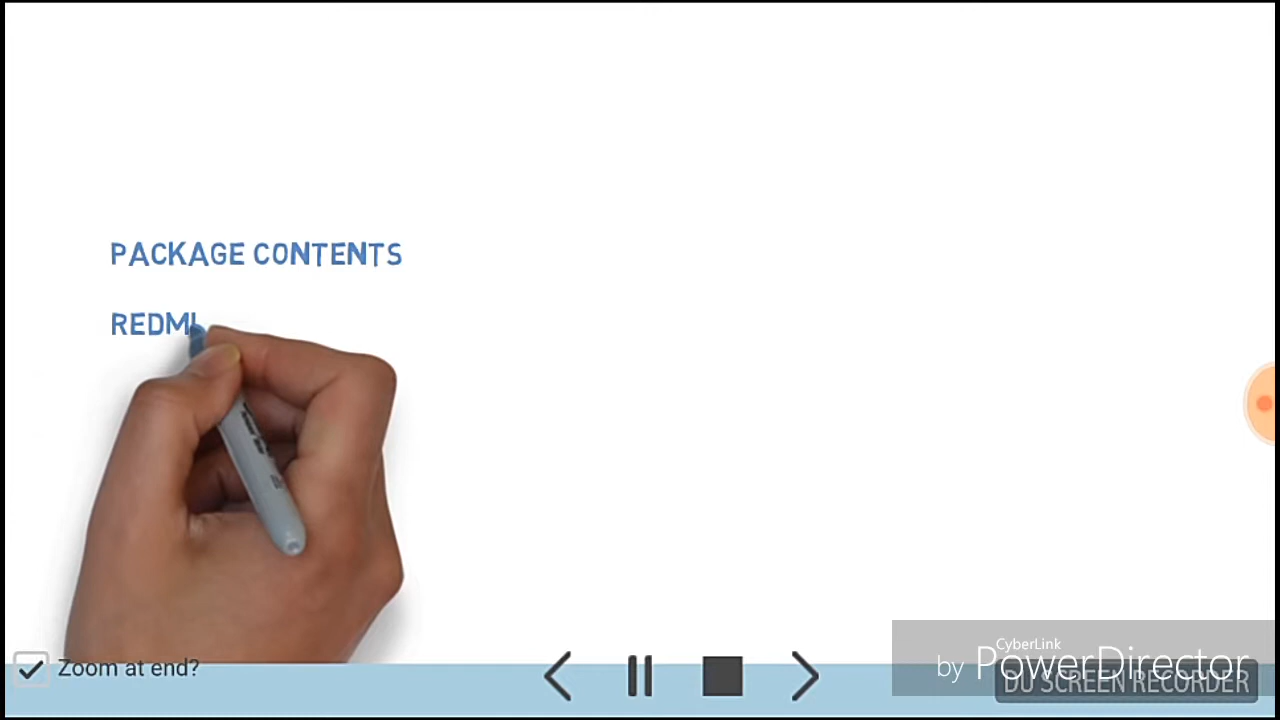 PACKAGE CONTENTS
REDMI
Zoom at end?
CyberLink
by PowerDirector
DU SCREEN RECORDER